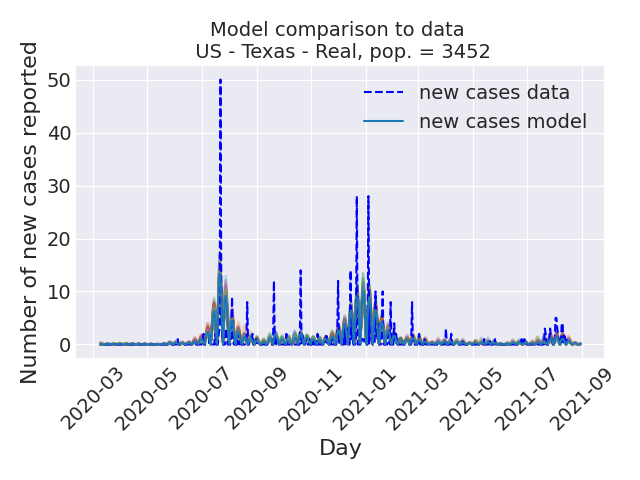 Model comparison to data
US - Texas - Real, pop. = 3452
Number of new cases reported
50
40
30
20
10
0
new cases data
new cases model
2020-03
2020-05
2020-07
2020-09
2020-11
2021-01
2021-03
2021-05
2021-07
2021-09
Day